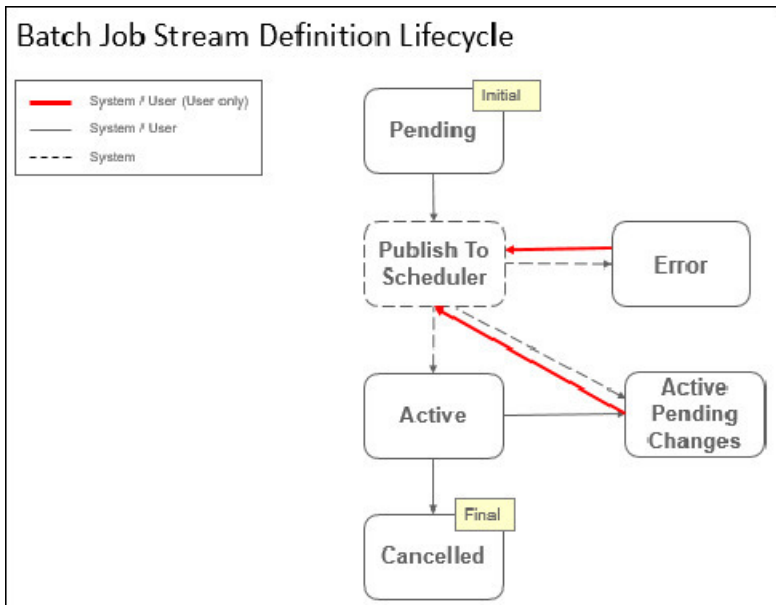 Batch Job Stream Definition Lifecycle
System / User (User only)
System / User
System
Initial
Pending
Publish To
Scheduler
Error
Active
Active
Pending
Changes
Final
Cancelled